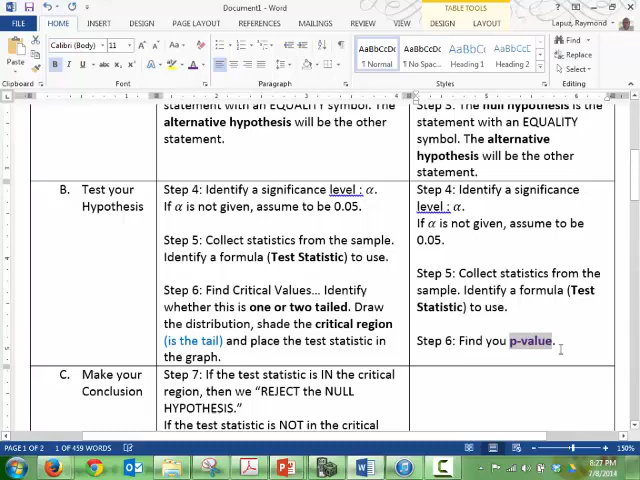 Document1 - Word
TABLE TOOLS
FILE
HOME
INSERT
DESIGN
PAGE LAYOUT
REFERENCES
MAILINGS
REVIEW
VIEW
DESIGN
LAYOUT
Lapuz, Raymond
Calibri (Body)
11
Paste
Clipboard
Font
Paragraph
AaBbCcDc
¶ Normal
AaBbCcDc
¶ No Spac...
AaBbCc
Heading 1
AaBbCcC
Heading 2
Styles
Find
Replace
Select
Editing
statement with an EQUALITY symbol. The
alternative hypothesis will be the other
statement.
Step 3: The null hypothesis is the
statement with an EQUALITY
symbol. The alternative
hypothesis will be the other
statement.
B. Test your
Hypothesis
Step 4: Identify a significance level : α.
If α is not given, assume to be 0.05.
Step 5: Collect statistics from the sample.
Identify a formula (Test Statistic) to use.
Step 6: Find Critical Values... Identify
whether this is one or two tailed. Draw
the distribution, shade the critical region
(is the tail) and place the test statistic in
the graph.
Step 4: Identify a significance
level : α.
If α is not given, assume to be
0.05.
Step 5: Collect statistics from the
sample. Identify a formula (Test
Statistic) to use.
Step 6: Find you p-value.
C. Make your
Conclusion
Step 7: If the test statistic is IN the critical
region, then we “REJECT the NULL
HYPOTHESIS.”
If the test statistic is NOT in the critical
PAGE 1 OF 2
1 OF 459 WORDS
150%
8:27 PM
7/8/2014